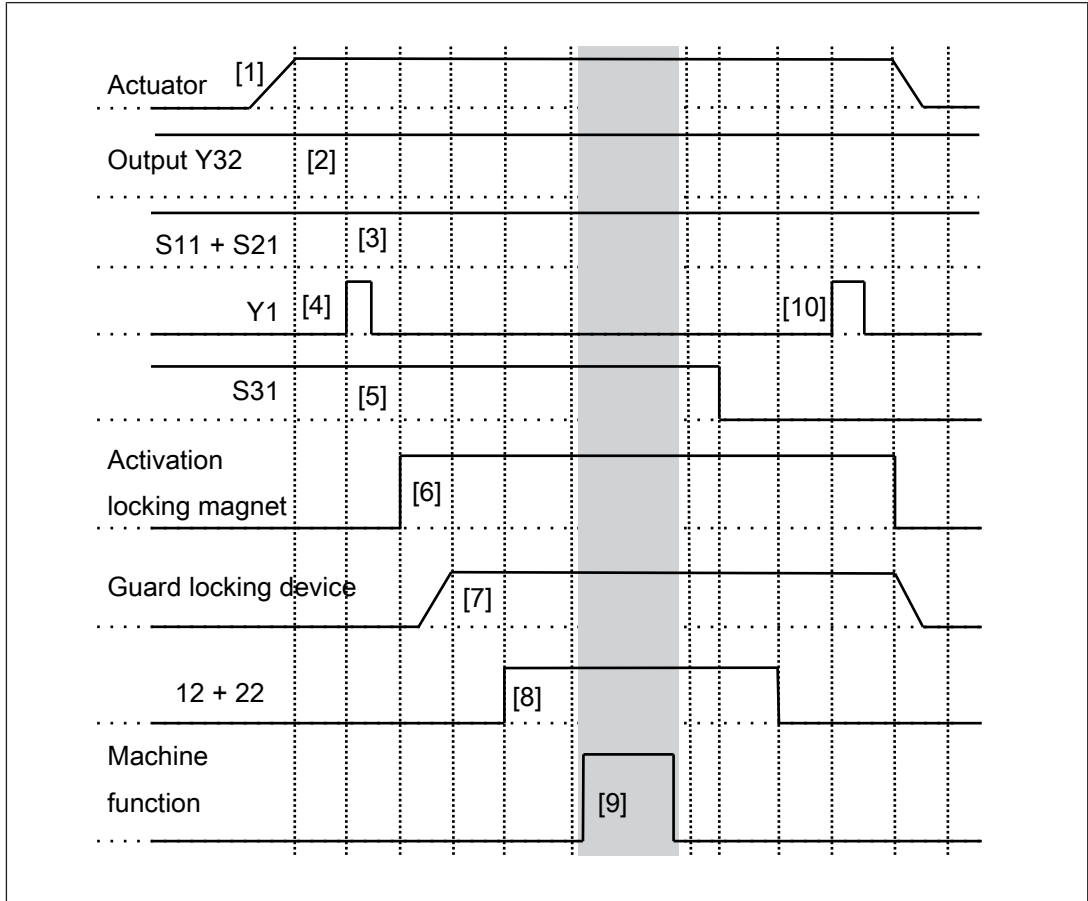 Actuator [1]
Output Y32 [2]
S11 + S21 [3]
Y1 [4] [10]
S31 [5]
Activation
locking magnet [6]
Guard locking device [7]
12 + 22 [8]
Machine
function [9]